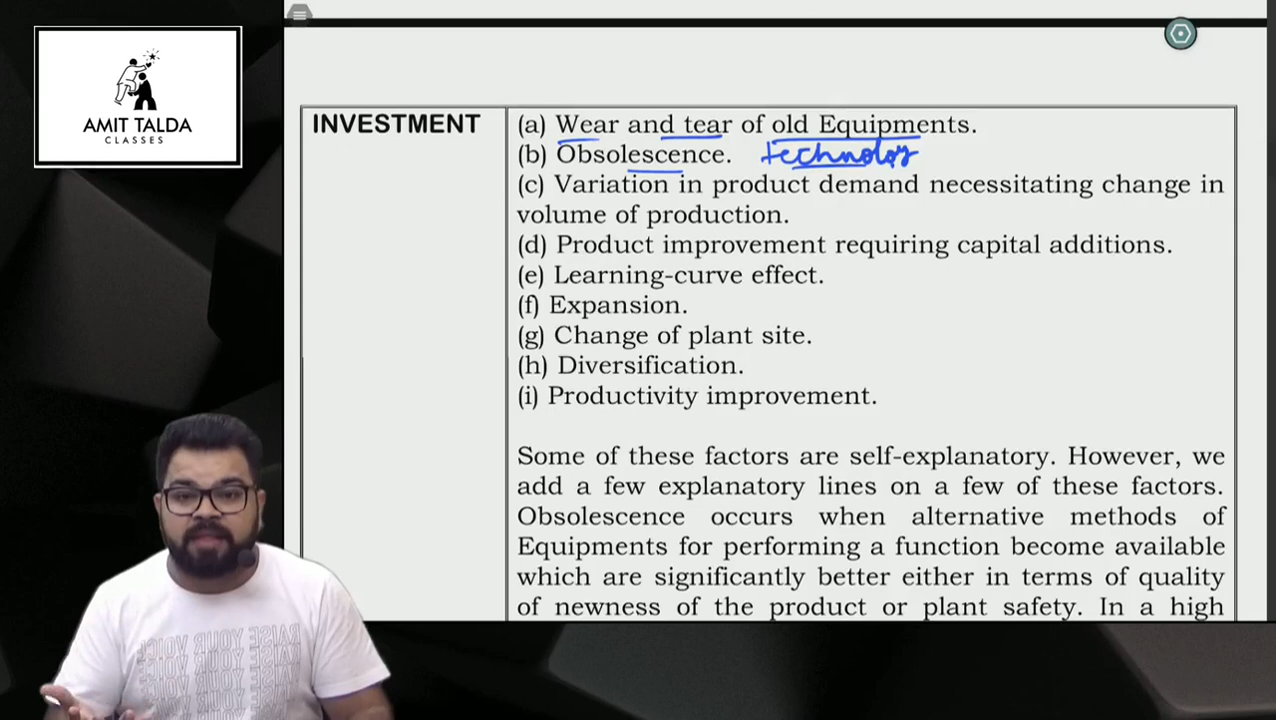 AMIT TALDA
CLASSES
INVESTMENT
(a) Wear and tear of old Equipments.
(b) Obsolescence. technology
(c) Variation in product demand necessitating change in
volume of production.
(d) Product improvement requiring capital additions.
(e) Learning-curve effect.
(f) Expansion.
(g) Change of plant site.
(h) Diversification.
(i) Productivity improvement.
Some of these factors are self-explanatory. However, we
add a few explanatory lines on a few of these factors.
Obsolescence occurs when alternative methods of
Equipments for performing a function become available
which are significantly better either in terms of quality
of newness of the product or plant safety. In a high
RAISE YOUR VOICE